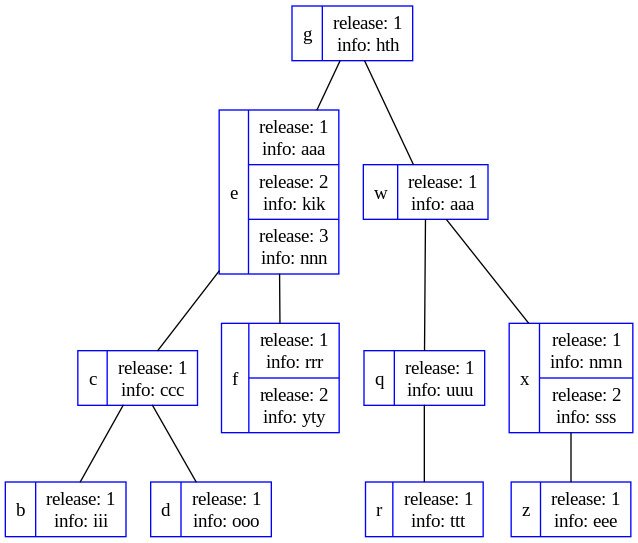 g
release: 1
info: hth
e
release: 1
info: aaa
release: 2
info: kik
release: 3
info: nnn
w
release: 1
info: aaa
c
release: 1
info: ccc
f
release: 1
info: rrr
release: 2
info: yty
q
release: 1
info: uuu
x
release: 1
info: nmn
release: 2
info: sss
b
release: 1
info: iii
d
release: 1
info: ooo
r
release: 1
info: ttt
z
release: 1
info: eee